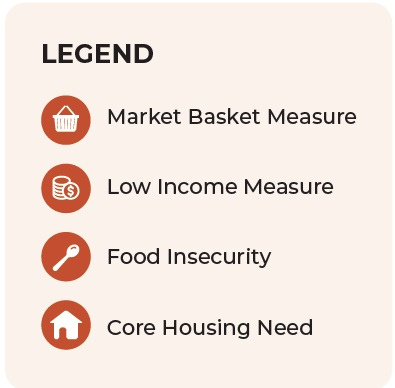 LEGEND
Market Basket Measure
Low Income Measure
Food Insecurity
Core Housing Need